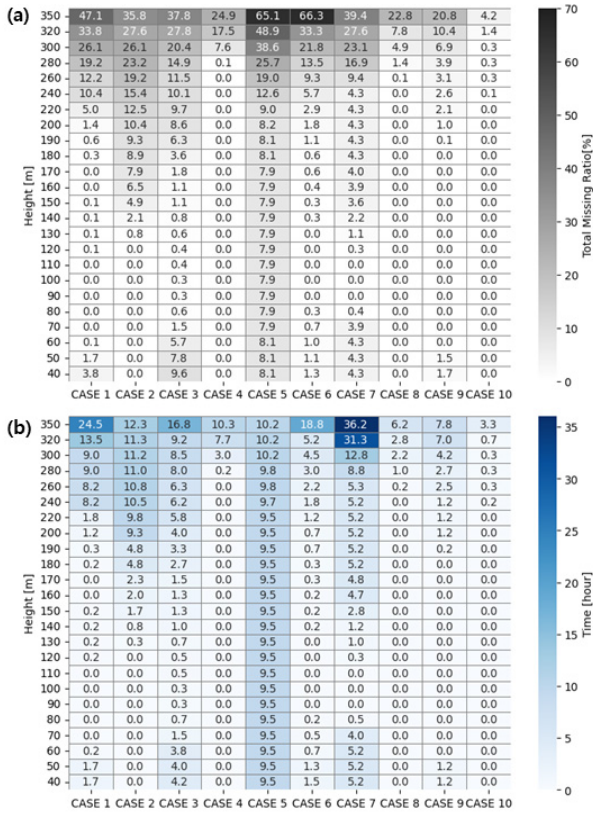 (a)
350 47.1 35.8 37.8 24.9 65.1 66.3 39.4 22.8 20.8 4.2
320 33.8 27.6 27.8 17.5 48.9 33.3 27.6 7.8 10.4 1.4
300 26.1 26.1 20.4 7.6 38.6 21.8 23.1 4.9 6.9 0.3
280 19.2 23.2 14.9 0.1 25.7 13.5 16.9 1.4 3.9 0.3
260 12.2 19.2 11.5 0.0 19.0 9.3 9.4 0.1 3.1 0.3
240 10.4 15.4 10.1 0.0 12.6 5.7 4.3 0.0 2.6 0.1
220 5.0 12.5 9.7 0.0 9.0 2.9 4.3 0.0 2.1 0.0
200 1.4 10.4 8.6 0.0 8.2 1.8 4.3 0.0 1.0 0.0
190 0.6 9.3 6.3 0.0 8.1 1.1 4.3 0.0 0.1 0.0
180 0.3 8.9 3.6 0.0 8.1 0.6 4.3 0.0 0.0 0.0
170 0.0 7.9 1.8 0.0 7.9 0.6 4.0 0.0 0.0 0.0
160 0.0 6.5 1.1 0.0 7.9 0.4 3.9 0.0 0.0 0.0
150 0.1 4.9 1.1 0.0 7.9 0.3 3.6 0.0 0.0 0.0
140 0.1 2.1 0.8 0.0 7.9 0.3 2.2 0.0 0.0 0.0
130 0.1 0.8 0.6 0.0 7.9 0.0 1.1 0.0 0.0 0.0
120 0.1 0.0 0.4 0.0 7.9 0.0 0.3 0.0 0.0 0.0
110 0.0 0.0 0.4 0.0 7.9 0.0 0.0 0.0 0.0 0.0
100 0.0 0.0 0.3 0.0 7.9 0.0 0.0 0.0 0.0 0.0
90 0.0 0.0 0.3 0.0 7.9 0.0 0.0 0.0 0.0 0.0
80 0.0 0.0 0.6 0.0 7.9 0.3 0.4 0.0 0.0 0.0
70 0.0 0.0 1.5 0.0 7.9 0.7 3.9 0.0 0.0 0.0
60 0.1 0.0 5.7 0.0 8.1 1.0 4.3 0.0 0.0 0.0
50 1.7 0.0 7.8 0.0 8.1 1.1 4.3 0.0 1.5 0.0
40 3.8 0.0 9.6 0.0 8.1 1.3 4.3 0.0 1.7 0.0
CASE 1 CASE 2 CASE 3 CASE 4 CASE 5 CASE 6 CASE 7 CASE 8 CASE 9 CASE 10
Height [m]
70
60
50
40
30
20
10
0
Total Missing Ratio[%]
(b)
350 24.5 12.3 16.8 10.3 10.2 18.8 36.2 6.2 7.8 3.3
320 13.5 11.3 9.2 7.7 10.2 5.2 31.3 2.8 7.0 0.7
300 9.0 11.2 8.5 3.0 10.2 4.5 12.8 2.2 4.2 0.3
280 9.0 11.0 8.0 0.2 9.8 3.0 8.8 1.0 2.7 0.3
260 8.2 10.8 6.3 0.0 9.8 2.2 5.3 0.2 2.5 0.3
240 8.2 10.5 6.2 0.0 9.7 1.8 5.2 0.0 1.2 0.2
220 1.8 9.8 5.8 0.0 9.5 1.2 5.2 0.0 1.2 0.0
200 1.2 9.3 4.0 0.0 9.5 0.7 5.2 0.0 1.2 0.0
190 0.3 4.8 3.3 0.0 9.5 0.7 5.2 0.0 0.2 0.0
180 0.2 4.8 2.7 0.0 9.5 0.3 5.2 0.0 0.0 0.0
170 0.0 2.3 1.5 0.0 9.5 0.3 4.8 0.0 0.0 0.0
160 0.0 2.0 1.3 0.0 9.5 0.2 4.7 0.0 0.0 0.0
150 0.2 1.7 1.3 0.0 9.5 0.2 2.8 0.0 0.0 0.0
140 0.2 0.8 1.0 0.0 9.5 0.2 1.2 0.0 0.0 0.0
130 0.2 0.3 0.7 0.0 9.5 0.0 1.0 0.0 0.0 0.0
120 0.2 0.0 0.5 0.0 9.5 0.0 0.3 0.0 0.0 0.0
110 0.0 0.0 0.5 0.0 9.5 0.0 0.0 0.0 0.0 0.0
100 0.0 0.0 0.3 0.0 9.5 0.0 0.0 0.0 0.0 0.0
90 0.0 0.0 0.3 0.0 9.5 0.0 0.0 0.0 0.0 0.0
80 0.0 0.0 0.7 0.0 9.5 0.2 0.5 0.0 0.0 0.0
70 0.0 0.0 1.5 0.0 9.5 0.5 4.0 0.0 0.0 0.0
60 0.2 0.0 3.8 0.0 9.5 0.7 5.2 0.0 0.0 0.0
50 1.7 0.0 4.0 0.0 9.5 1.2 5.2 0.0 1.2 0.0
40 1.7 0.0 4.2 0.0 9.5 1.5 5.2 0.0 1.2 0.0
CASE 1 CASE 2 CASE 3 CASE 4 CASE 5 CASE 6 CASE 7 CASE 8 CASE 9 CASE 10
Height [m]
35
30
25
20
15
10
5
0
Time [hour]